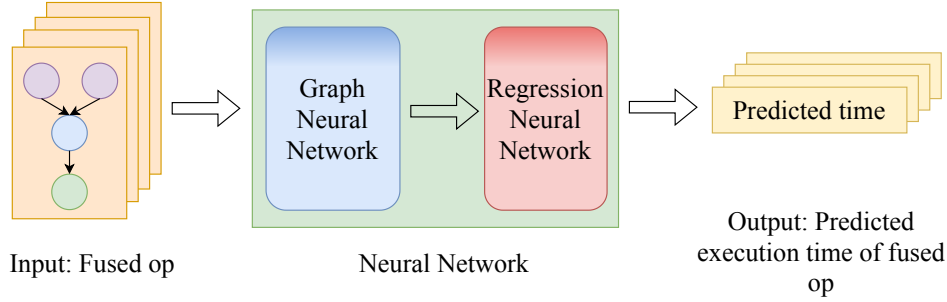 Graph
Neural
Network
Regression
Neural
Network
Predicted time
Input: Fused op
Neural Network
Output: Predicted
execution time of fused
op